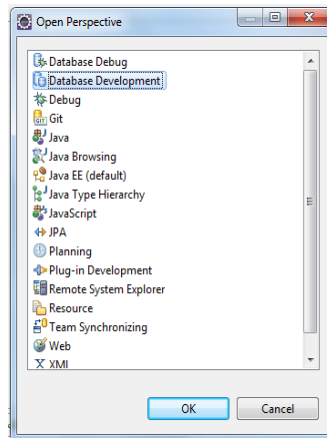 Open Perspective
Database Debug
Database Development
Debug
Git
Java
Java Browsing
Java EE (default)
Java Type Hierarchy
JavaScript
JPA
Planning
Plug-in Development
Remote System Explorer
Resource
Team Synchronizing
Web
XML
OK
Cancel